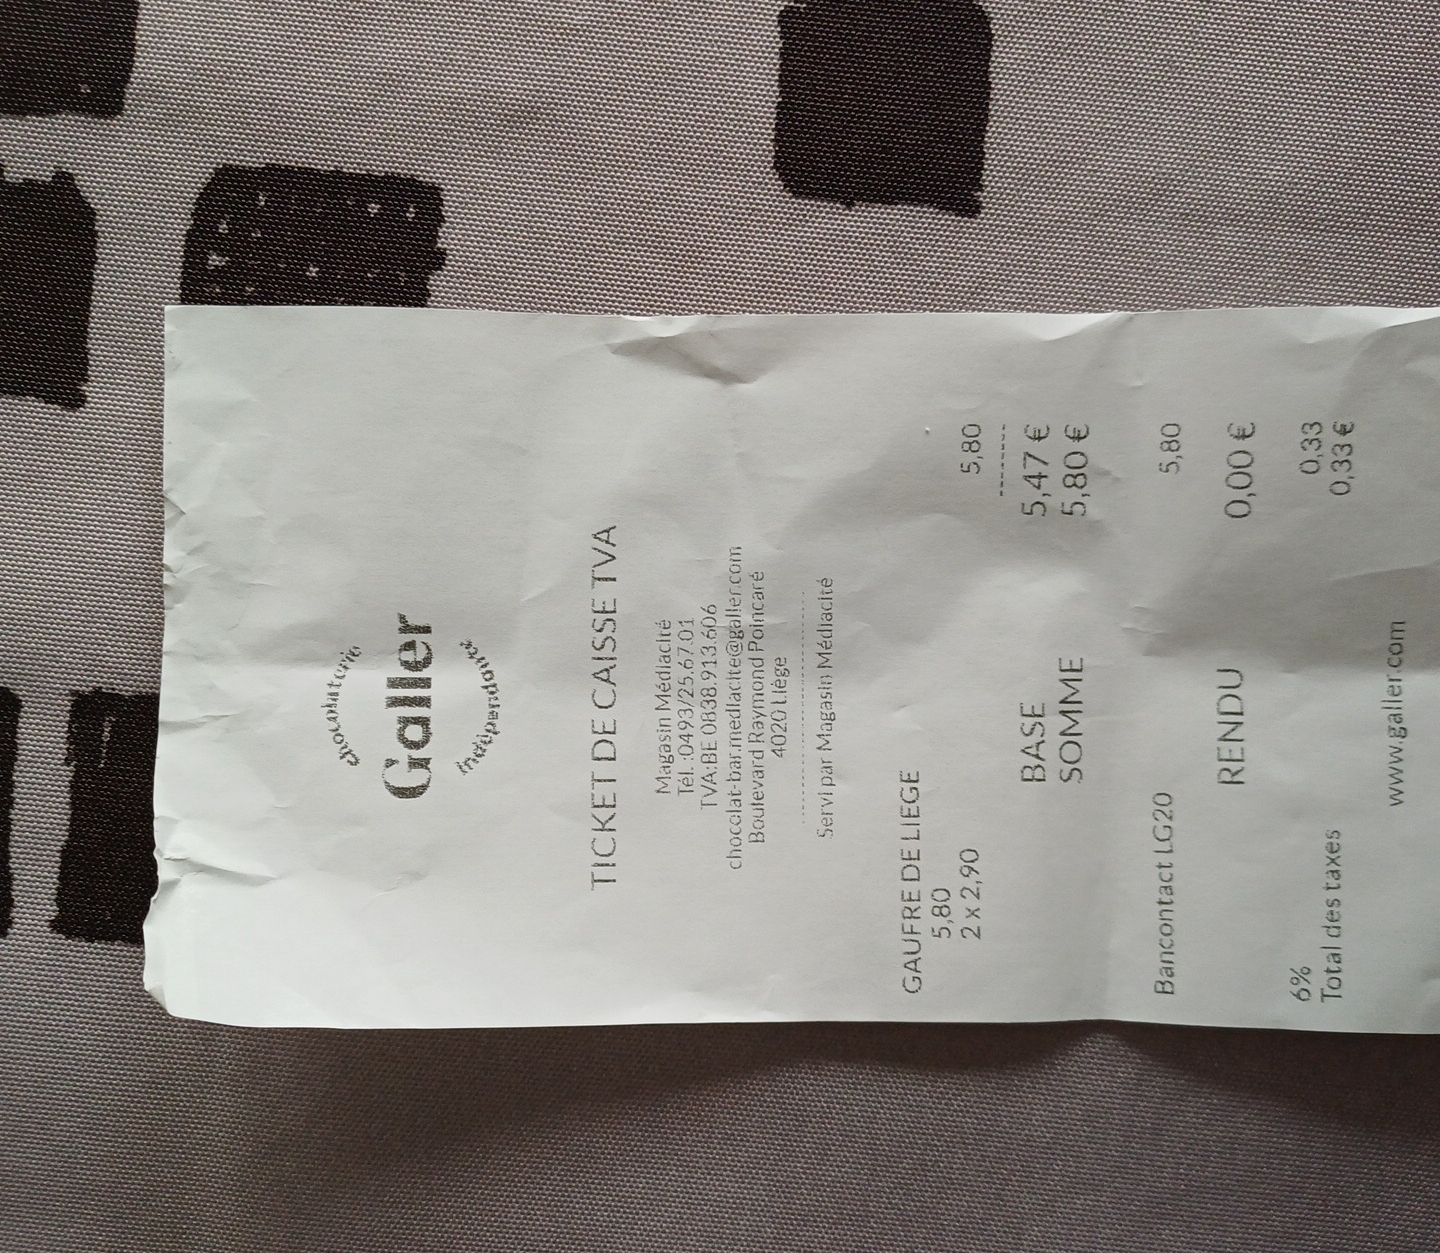 chocolaterie
Galler
indépendante
TICKET DE CAISSE TVA
Magasin Médiacité
Tél. :0493/25.67.01
TVA:BE 0838.913.606
chocolat-bar.mediacite@galler.com
Boulevard Raymond Poincaré
4020 Liège
Servi par Magasin Médiacité
GAUFRE DE LIEGE
5,80
2 x 2,90 5,80
BASE 5,47 €
SOMME 5,80 €
Bancontact LG20 5,80
RENDU 0,00 €
6% 0,33
Total des taxes 0,33 €
www.galler.com